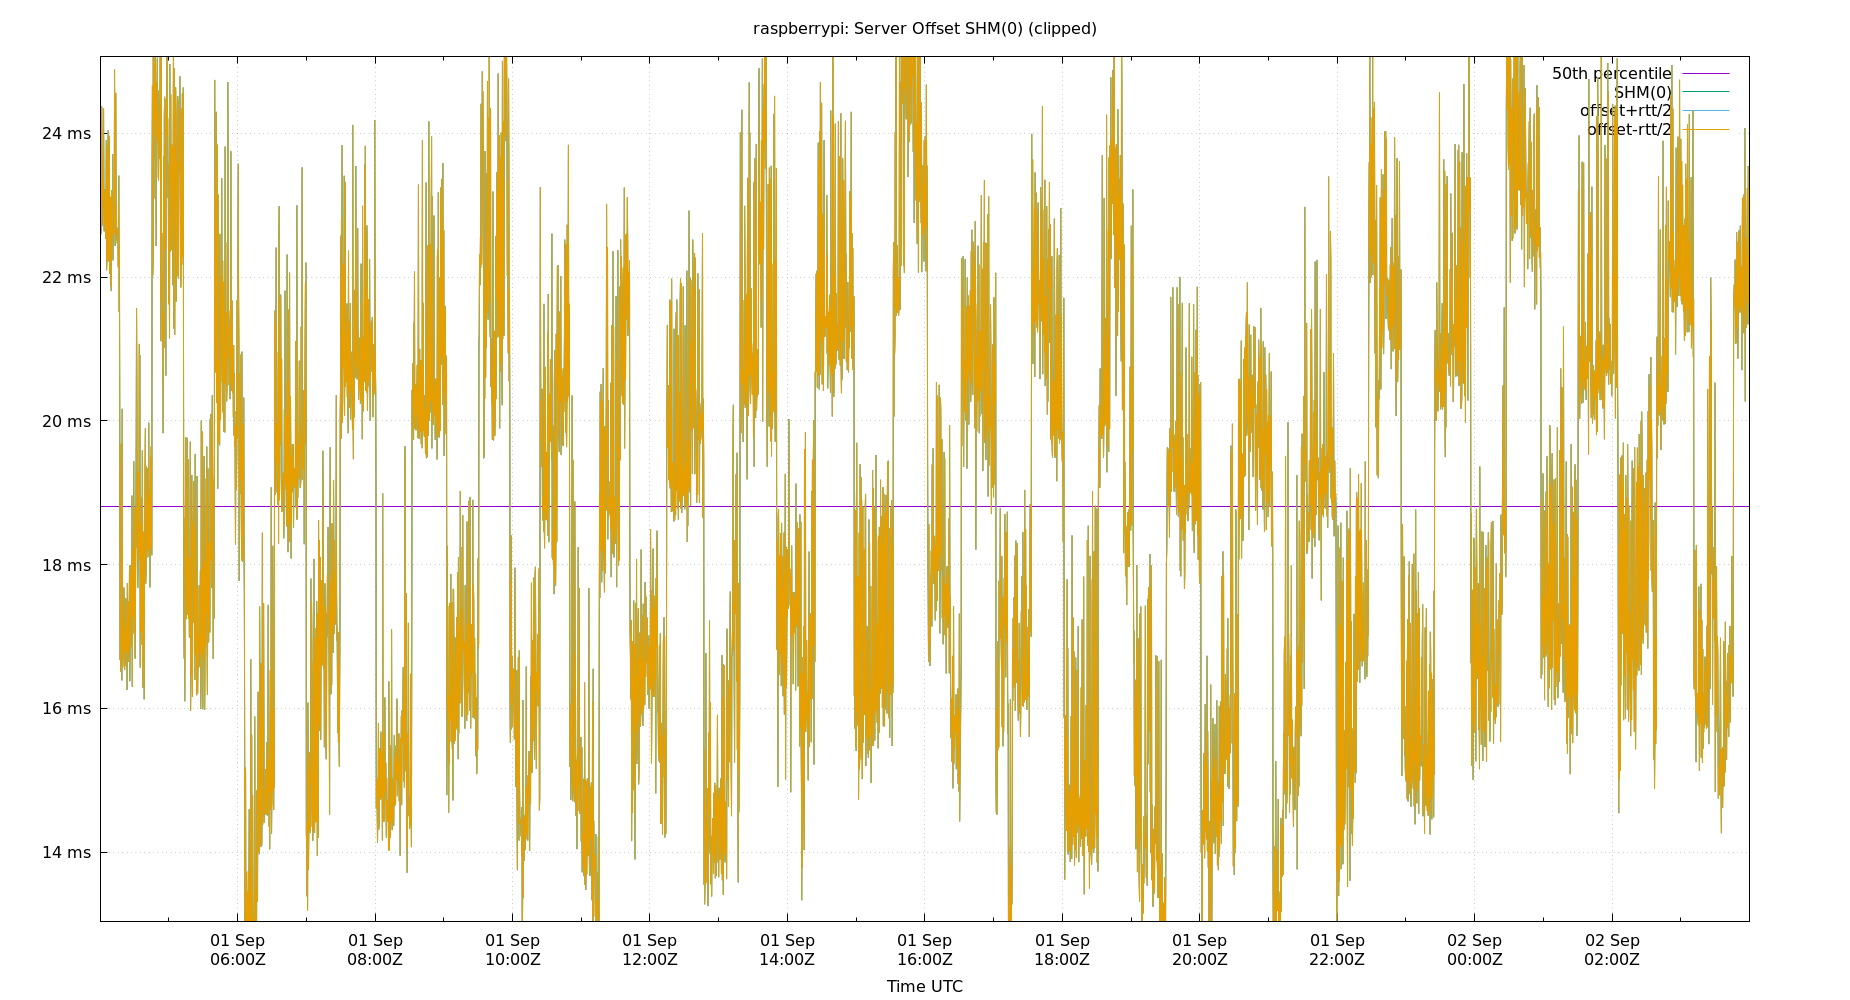 raspberrypi: Server Offset SHM(0) (clipped)
50th percentile
SHM(0)
offset+rtt/2
offset-rtt/2
24 ms
22 ms
20 ms
18 ms
16 ms
14 ms
01 Sep 01 Sep 01 Sep 01 Sep 01 Sep 01 Sep 01 Sep 01 Sep 01 Sep 02 Sep 02 Sep
06:00Z 08:00Z 10:00Z 12:00Z 14:00Z 16:00Z 18:00Z 20:00Z 22:00Z 00:00Z 02:00Z
Time UTC